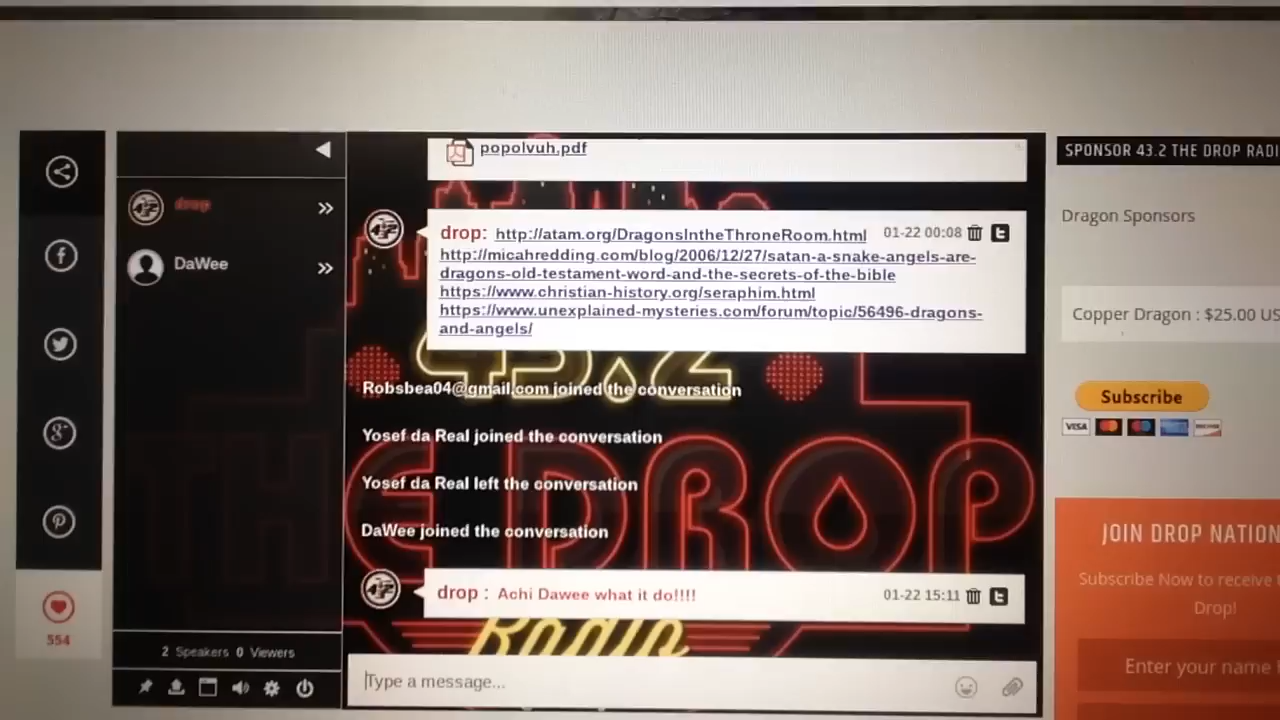 popolvuh.pdf
SPONSOR 43.2 THE DROP RADI
drop
DaWee
drop: http://atam.org/DragonsIntheThroneRoom.html 01-22 00:08
http://micahredding.com/blog/2006/12/27/satan-a-snake-angels-are-
dragons-old-testament-word-and-the-secrets-of-the-bible
https://www.christian-history.org/seraphim.html
https://www.unexplained-mysteries.com/forum/topic/56496-dragons-
and-angels/
Dragon Sponsors
Copper Dragon : $25.00 US
Subscribe
VISA
43.2
THE DROP
Radio
Robsbea04@gmail.com joined the conversation
Yosef da Real joined the conversation
Yosef da Real left the conversation
DaWee joined the conversation
drop : Achi Dawee what it do!!!! 01-22 15:11
JOIN DROP NATION
Subscribe Now to receive
Drop!
Enter your name
554
2 Speakers 0 Viewers
Type a message...